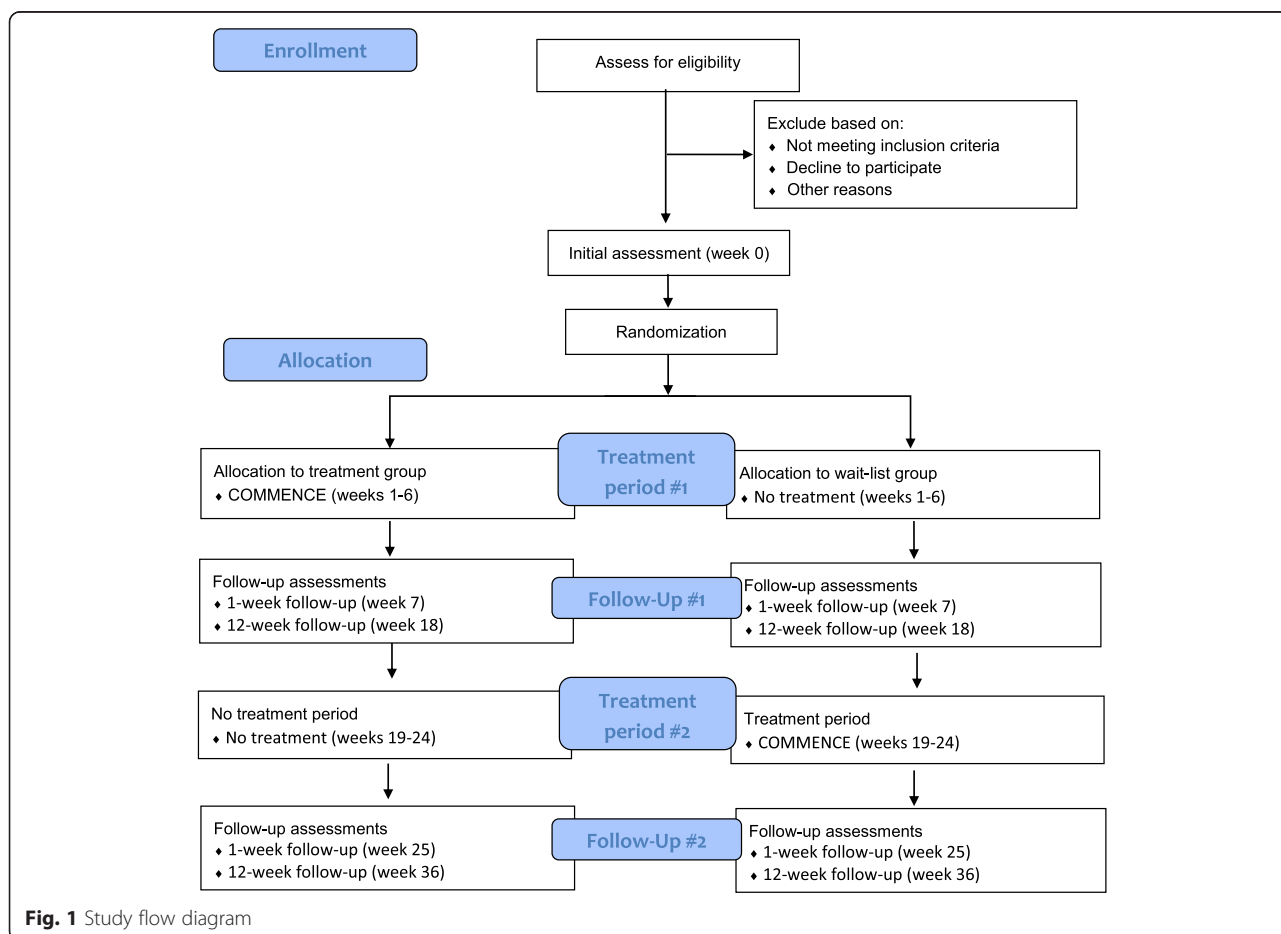 Enrollment
Assess for eligibility
Exclude based on:
♦ Not meeting inclusion criteria
♦ Decline to participate
♦ Other reasons
Initial assessment (week 0)
Randomization
Allocation
Treatment
period #1
Allocation to treatment group
♦ COMMENCE (weeks 1-6)
Allocation to wait-list group
♦ No treatment (weeks 1-6)
Follow-Up #1
Follow-up assessments
♦ 1-week follow-up (week 7)
♦ 12-week follow-up (week 18)
Follow-up assessments
♦ 1-week follow-up (week 7)
♦ 12-week follow-up (week 18)
Treatment
period #2
No treatment period
♦ No treatment (weeks 19-24)
Treatment period
♦ COMMENCE (weeks 19-24)
Follow-Up #2
Follow-up assessments
♦ 1-week follow-up (week 25)
♦ 12-week follow-up (week 36)
Follow-up assessments
♦ 1-week follow-up (week 25)
♦ 12-week follow-up (week 36)
Fig. 1 Study flow diagram